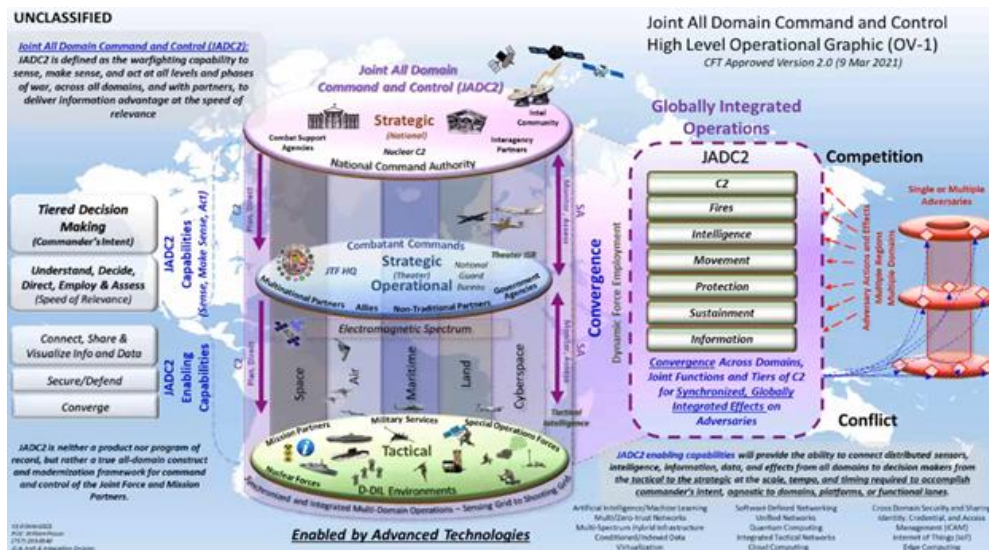 UNCLASSIFIED
Joint All Domain Command and Control (JADC2):
JADC2 is defined as the warfighting capability to
sense, make sense, and act at all levels and phases
of war, across all domains, and with partners, to
deliver information advantage at the speed of
relevance
Joint All Domain Command and Control
High Level Operational Graphic (OV-1)
CFT Approved Version 2.0 (9 Mar 2021)
Joint All Domain
Command and Control (JADC2)
Strategic
(National)
Combat Support
Agencies
Nuclear C2
Intel
Community
Interagency
Partners
National Command Authority
C2
Plan, Direct
SA
Monitor, Assess
Tiered Decision
Making
(Commander's Intent)
Understand, Decide,
Direct, Employ & Assess
(Speed of Relevance)
JADC2
Capabilities
(Sense, Make Sense, Act)
Connect, Share &
Visualize Info and Data
Secure/Defend
Converge
JADC2
Enabling
Capabilities
Combatant Commands
Strategic
(Theater)
Operational
JTF HQ
National
Guard
Bureau
Theater ISR
Multinational Partners
Allies
Non-Traditional Partners
Government
Agencies
Electromagnetic Spectrum
C2
Plan, Direct
SA
Monitor, Assess
Space
Air
Maritime
Land
Cyberspace
Tactical
Intelligence
Mission Partners
Military Services
Special Operations Forces
Tactical
Nuclear Forces
D-DIL Environments
Synchronized and Integrated Multi-Domain Operations – Sensing Grid to Shooting Grid
Enabled by Advanced Technologies
Convergence
Dynamic Force Employment
Globally Integrated
Operations
JADC2
C2
Fires
Intelligence
Movement
Protection
Sustainment
Information
Convergence Across Domains,
Joint Functions and Tiers of C2
for Synchronized, Globally
Integrated Effects on
Adversaries
Competition
Single or Multiple
Adversaries
Adversary Actions and Effects
Multiple Regions
Multiple Domains
Conflict
JADC2 is neither a product nor program of
record, but rather a true all-domain construct
and modernization framework for command
and control of the Joint Force and Mission
Partners.
JADC2 enabling capabilities will provide the ability to connect distributed sensors,
intelligence, information, data, and effects from all domains to decision makers from
the tactical to the strategic at the scale, tempo, and timing required to accomplish
commander's intent, agnostic to domains, platforms, or functional lanes.
Artificial Intelligence/Machine Learning
Multi/Zero-trust Networks
Multi-Spectrum Hybrid Infrastructure
Conditioned/Indexed Data
Virtualization
Software Defined Networking
Unified Networks
Quantum Computing
Integrated Tactical Networks
Cloud Computing
Cross Domain Security and Sharing
Identity, Credential, and Access
Management (ICAM)
Internet of Things (IoT)
Edge Computing